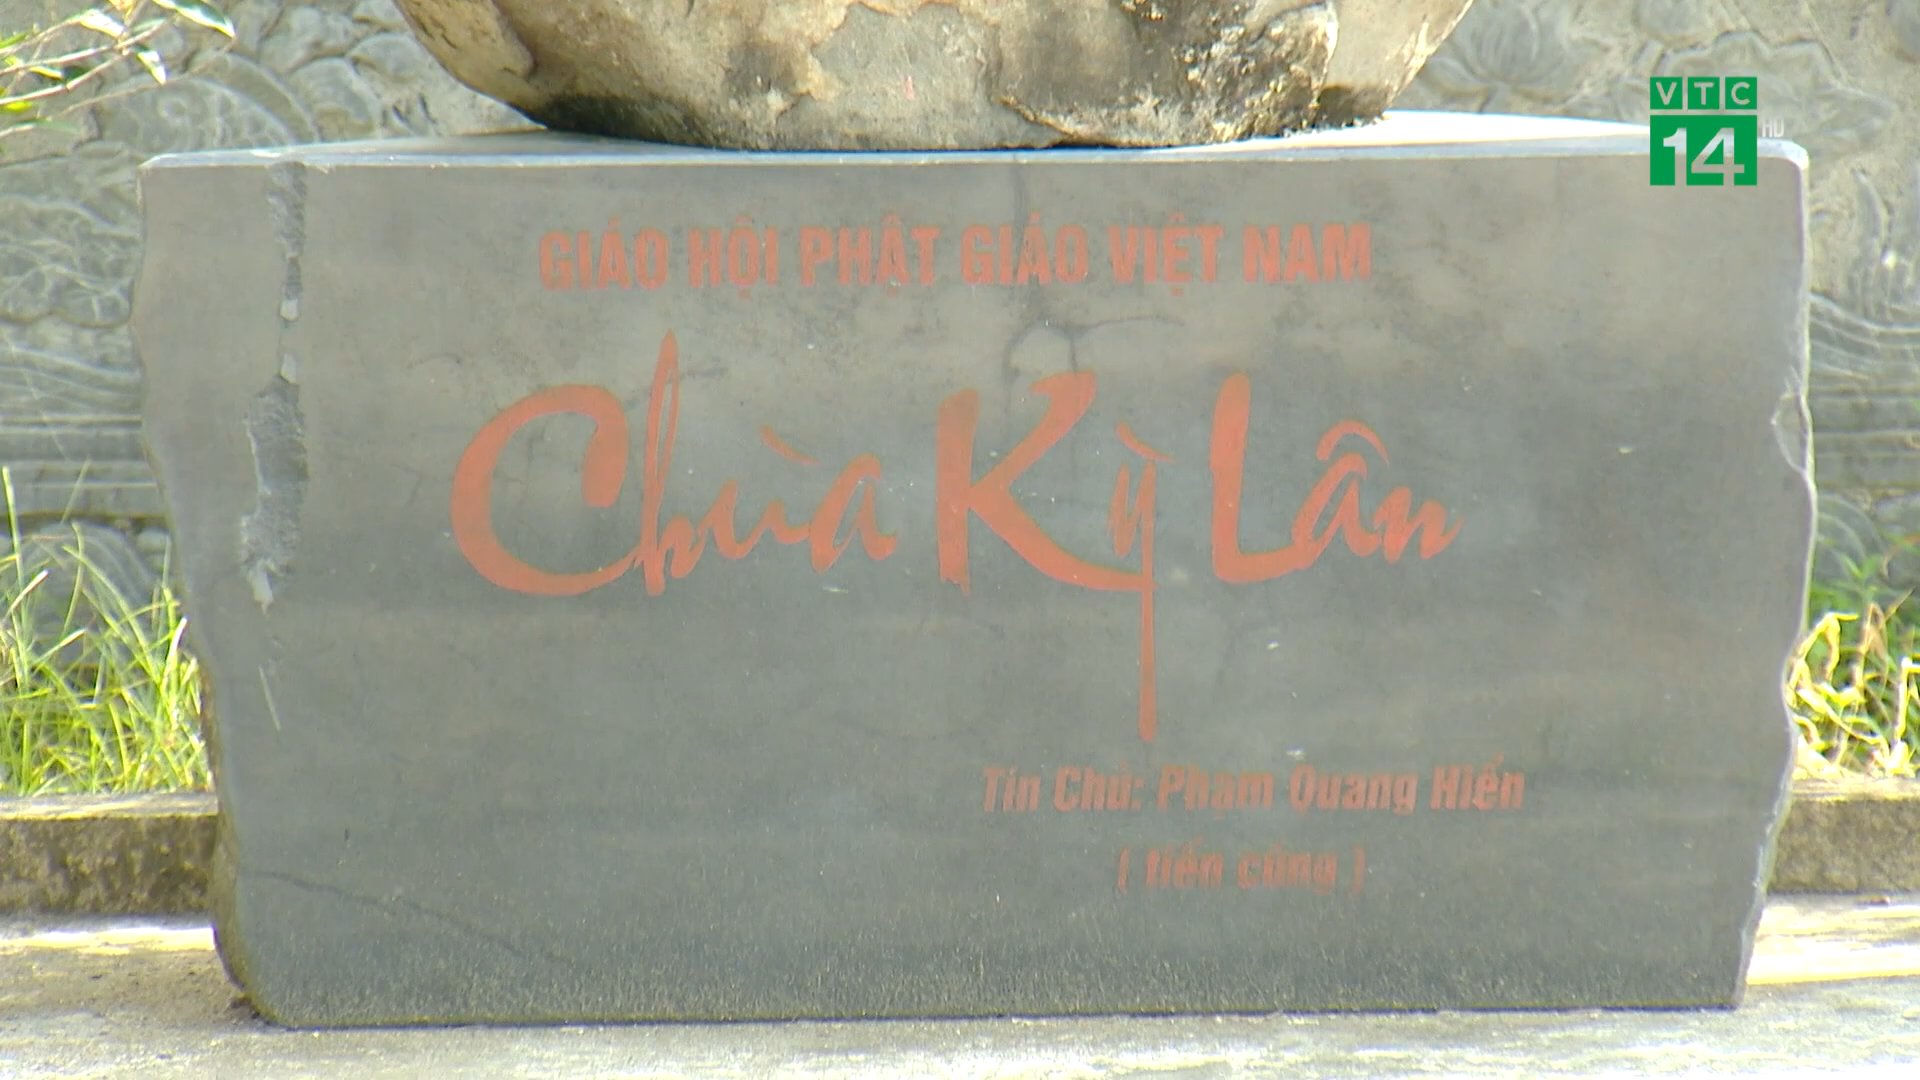 VTC
14 HD
GIÁO HỘI PHẬT GIÁO VIỆT NAM
Chùa Kỳ Lân
Tín Chủ: Phạm Quang Hiển
( tiến cúng )